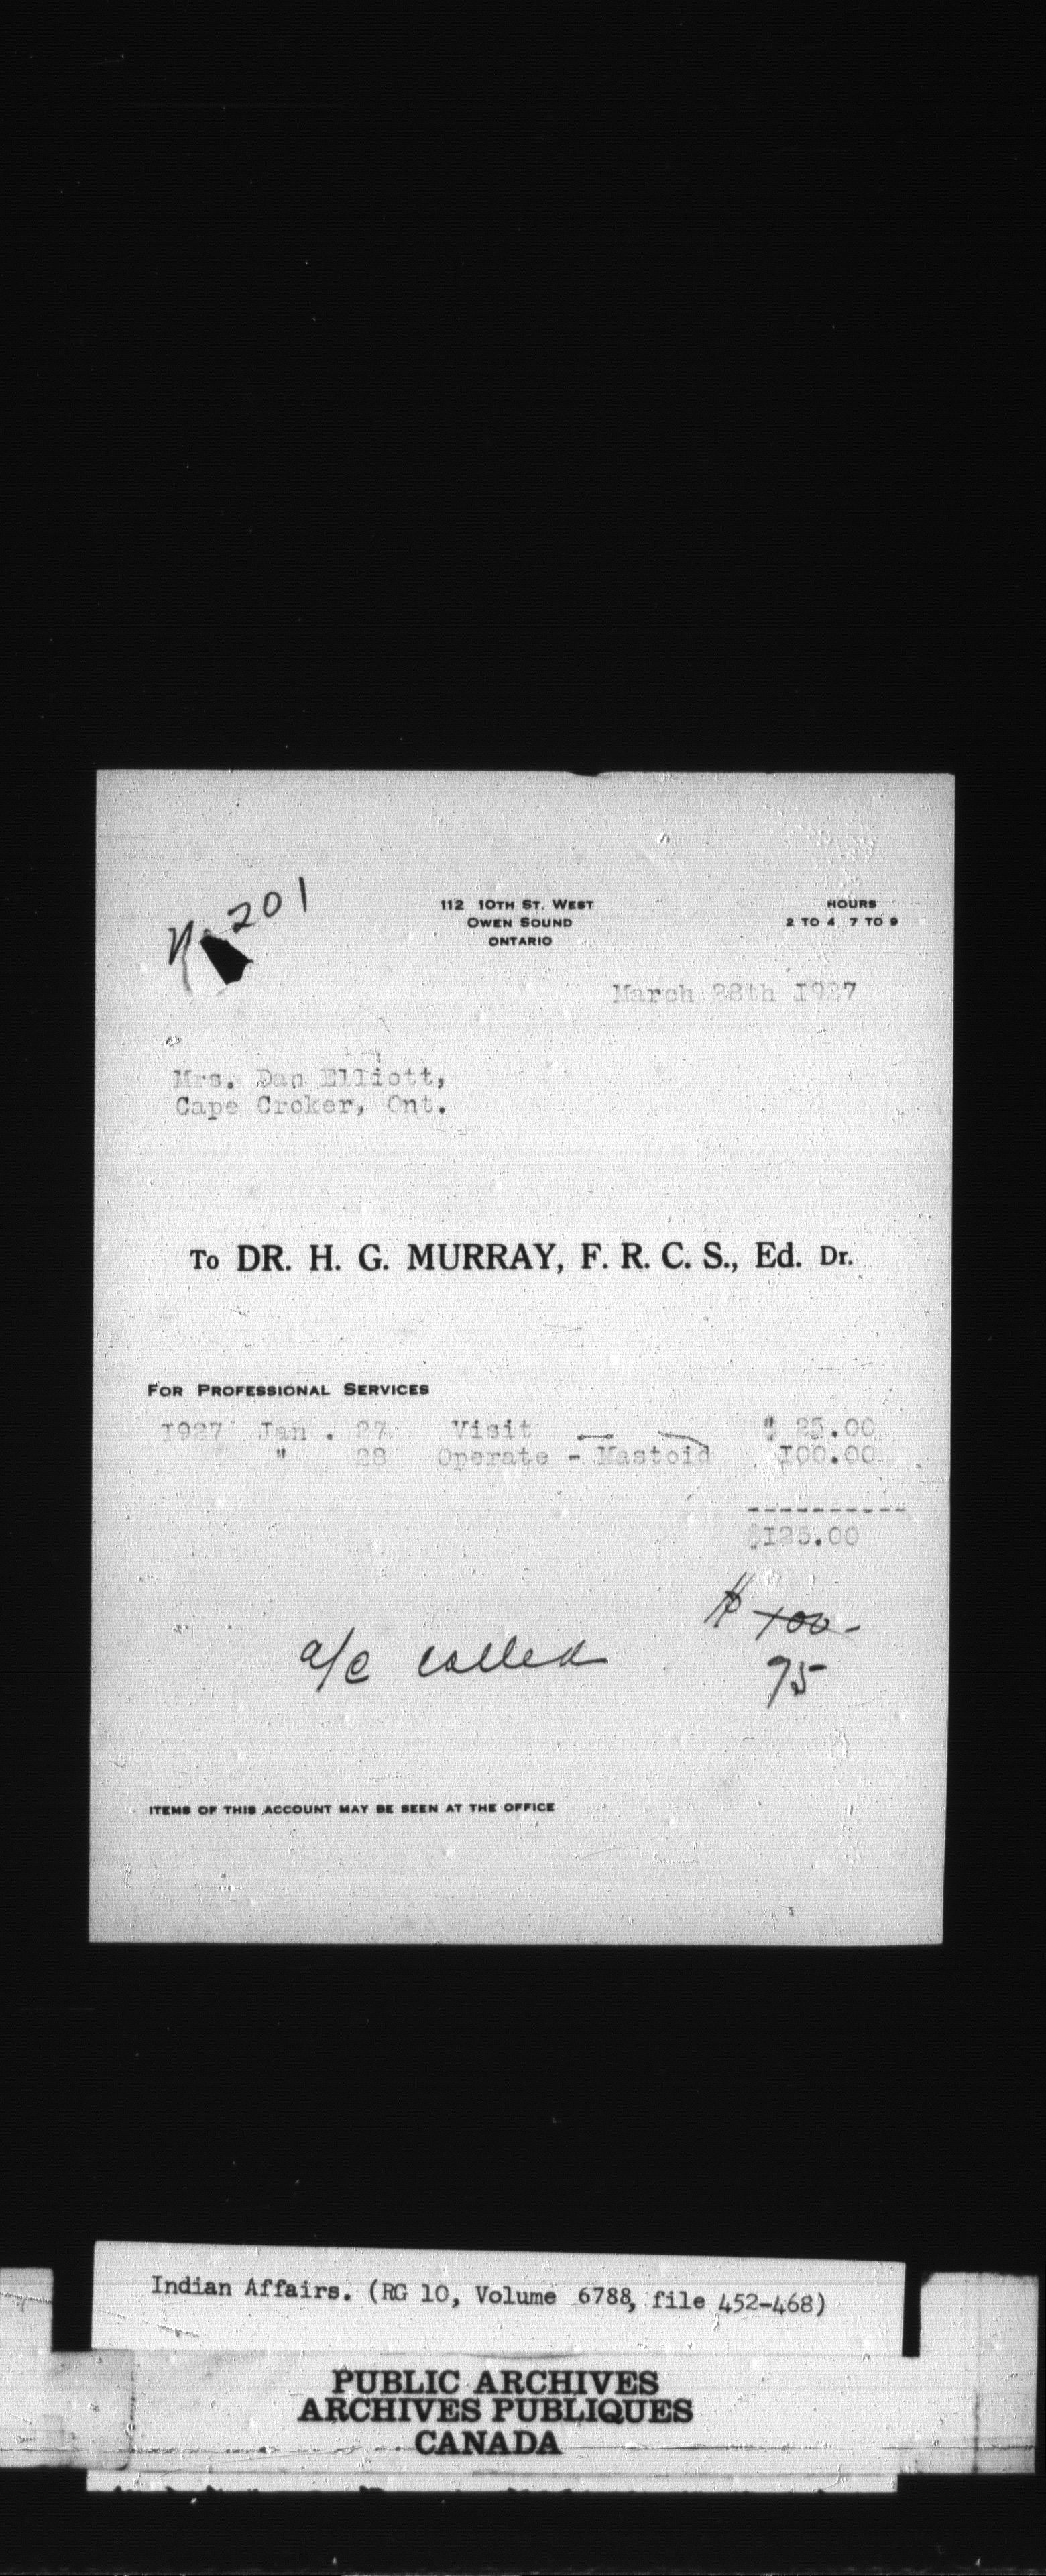 No 201
112 10TH ST. WEST
OWEN SOUND
ONTARIO
HOURS
2 TO 4 7 TO 9
March 28th 1927
Mrs. Dan Elliott,
Cape Croker, Ont.
To DR. H. G. MURRAY, F. R. C. S., Ed. Dr.
FOR PROFESSIONAL SERVICES
1927 Jan. 27 Visit $ 25.00
" 28 Operate - Mastoid 100.00
----------
$125.00
$ 100-
a/c called
75
ITEMS OF THIS ACCOUNT MAY BE SEEN AT THE OFFICE
Indian Affairs. (RG 10, Volume 6788, file 452-468)
PUBLIC ARCHIVES
ARCHIVES PUBLIQUES
CANADA